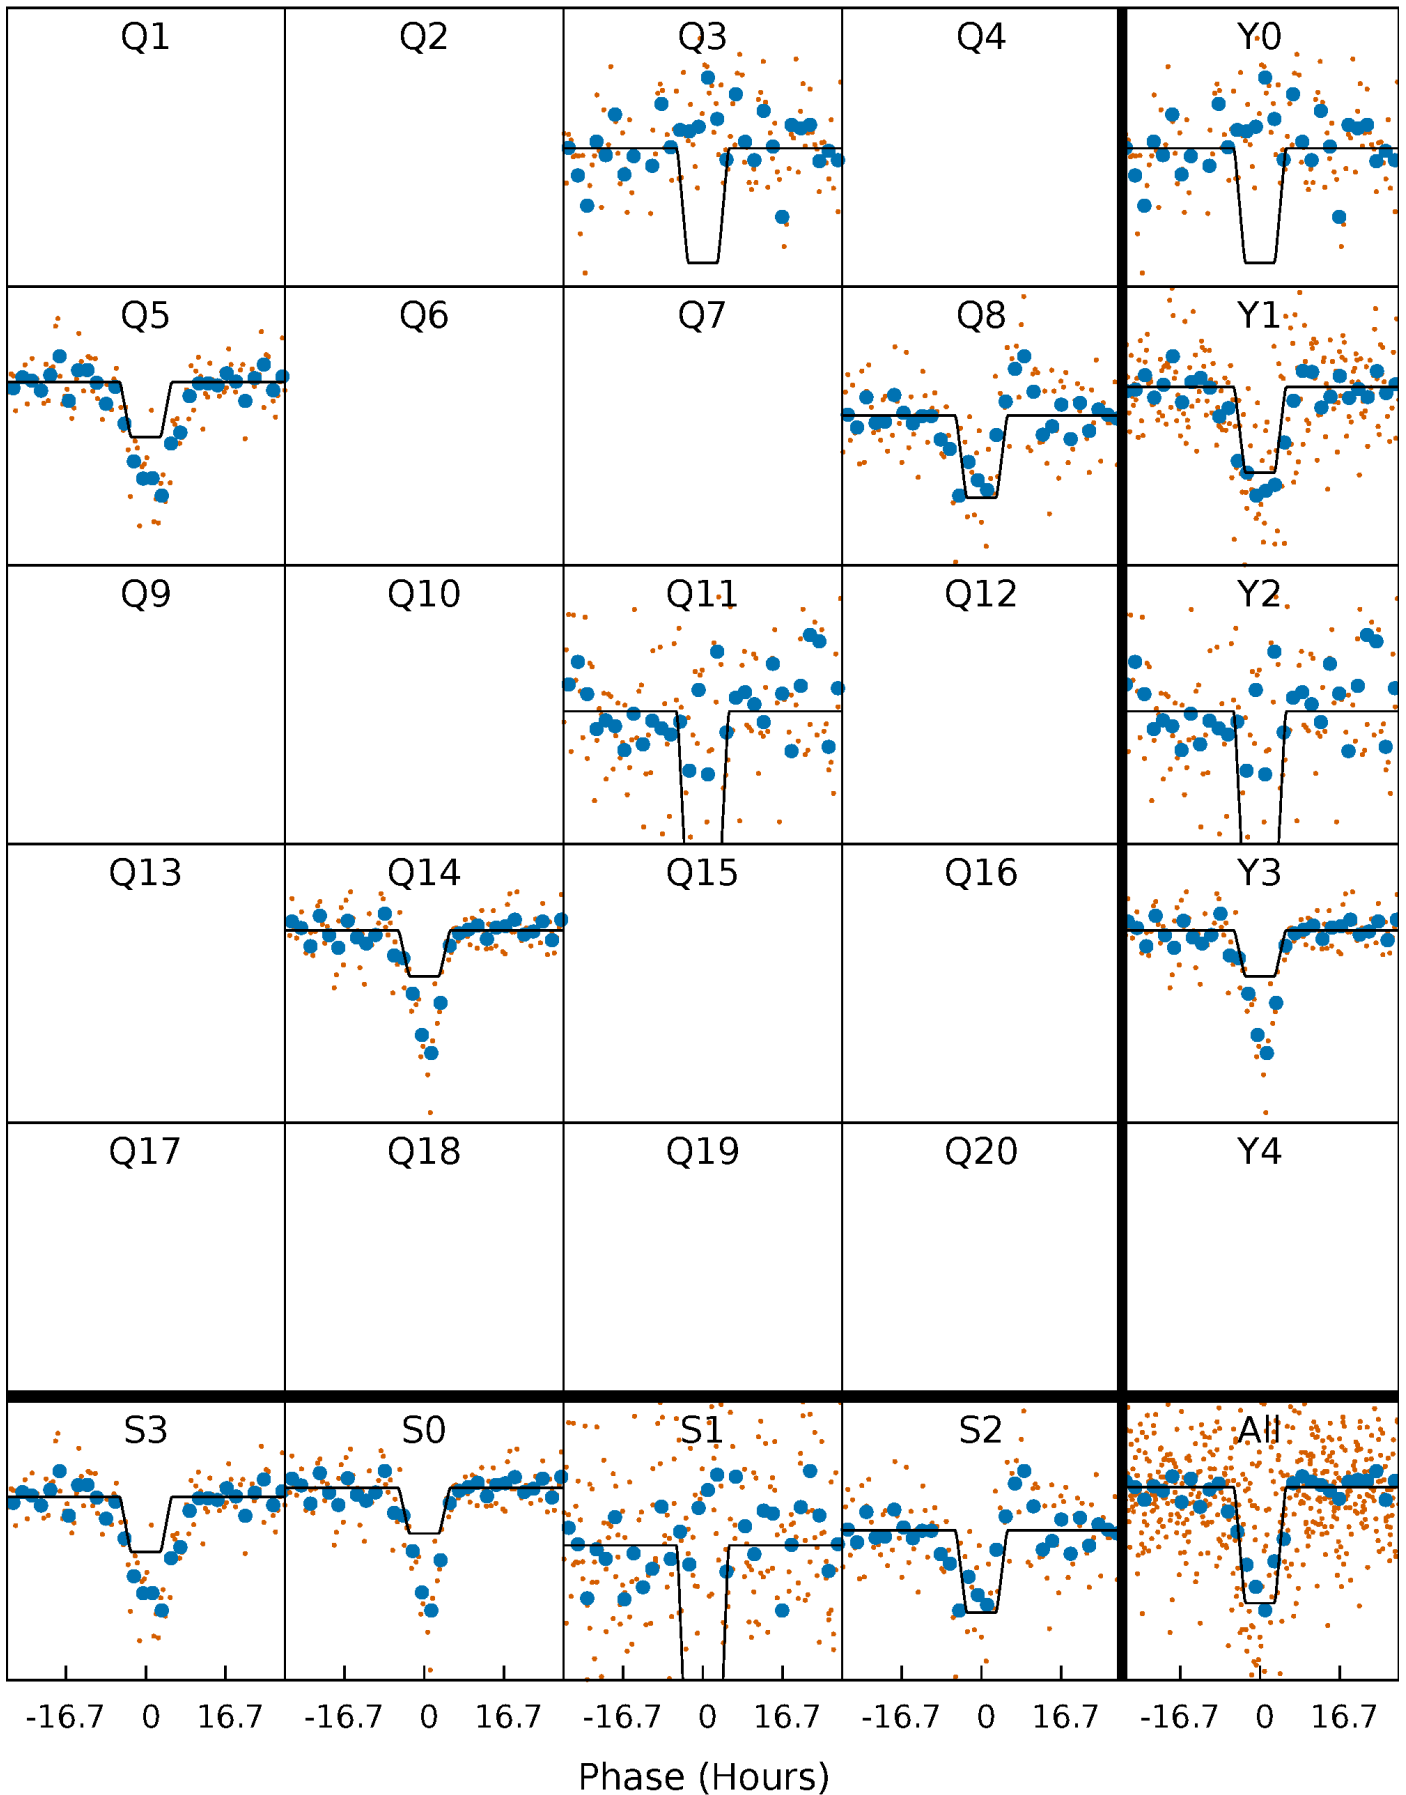 Q1 Q2 Q3 Q4 Y0
Q5 Q6 Q7 Q8 Y1
Q9 Q10 Q11 Q12 Y2
Q13 Q14 Q15 Q16 Y3
Q17 Q18 Q19 Q20 Y4
S3 S0 S1 S2 All
-16.7 0 16.7 -16.7 0 16.7 -16.7 0 16.7 -16.7 0 16.7 -16.7 0 16.7
Phase (Hours)